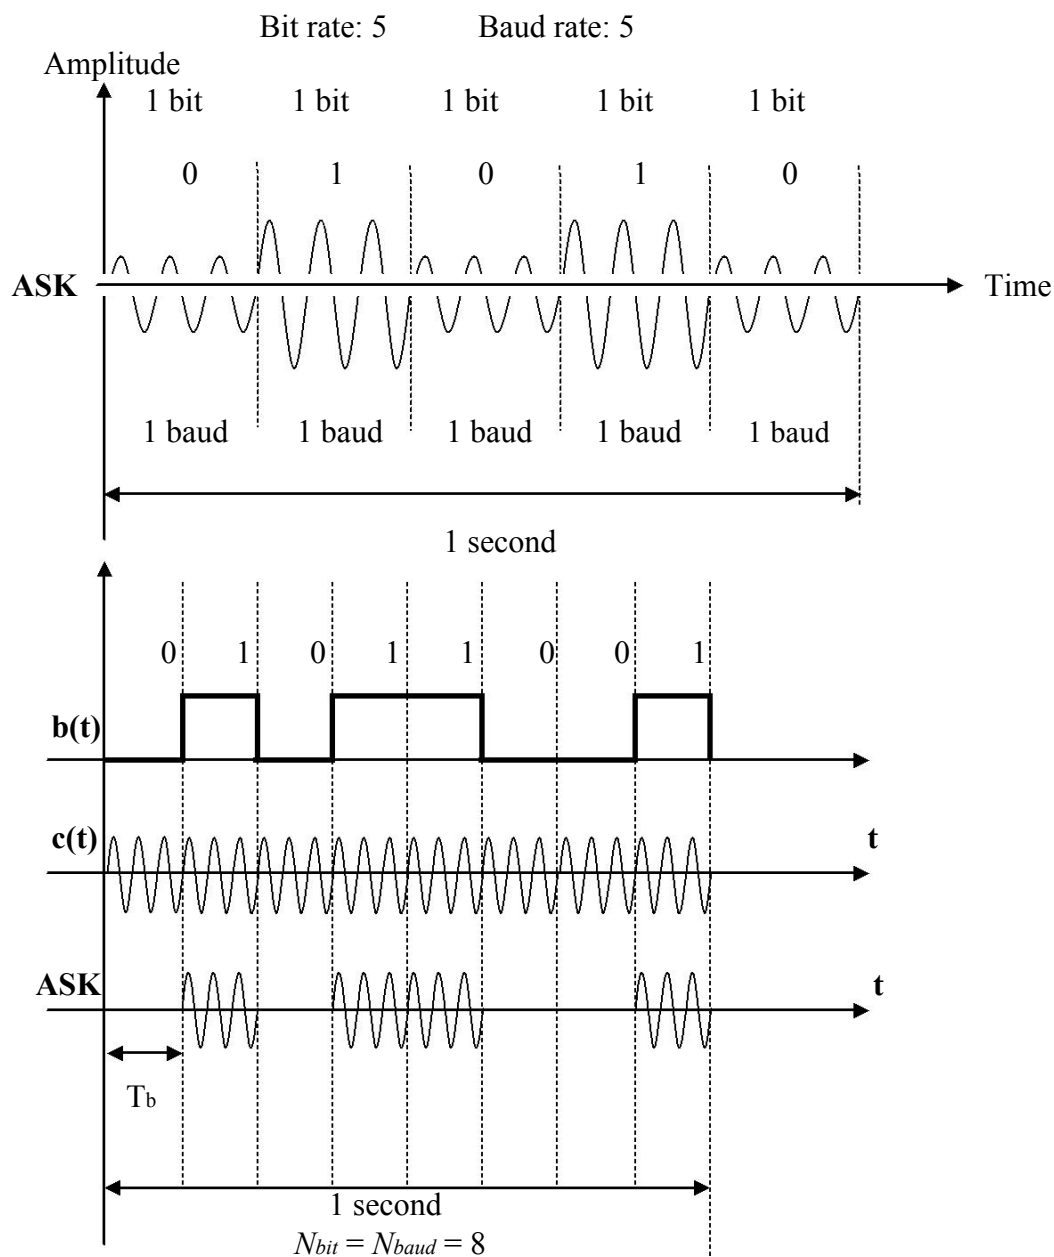 Bit rate: 5 Baud rate: 5
Amplitude
1 bit 1 bit 1 bit 1 bit 1 bit
0 1 0 1 0
ASK Time
1 baud 1 baud 1 baud 1 baud 1 baud
1 second
0 1 0 1 1 0 0 1
b(t)
c(t) t
ASK t
Tb
1 second
Nbit = Nbaud = 8